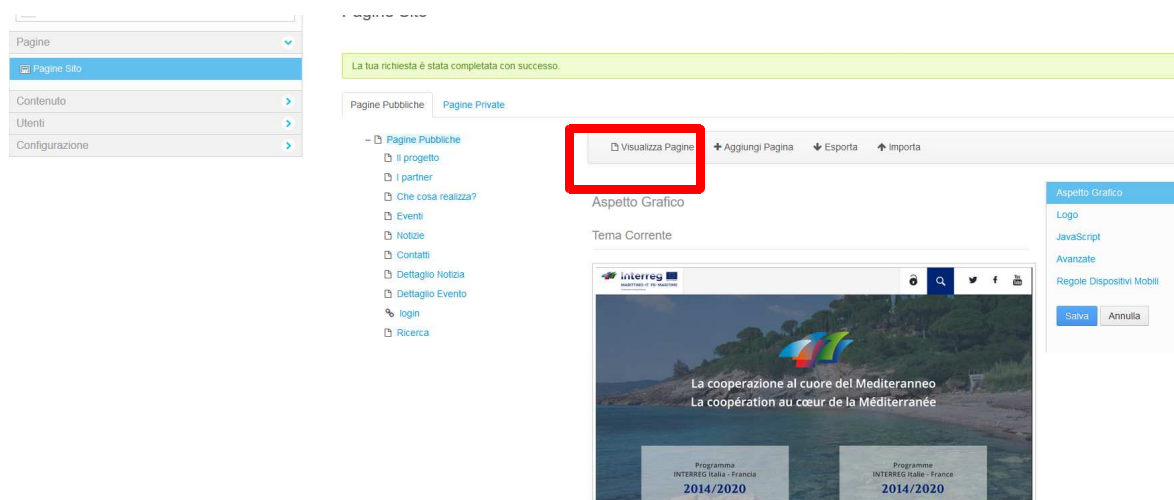 Pagine Sito
Pagine
Pagine Sito
Contenuto
Utenti
Configurazione
La tua richiesta è stata completata con successo.
Pagine Pubbliche Pagine Private
Pagine Pubbliche
Il progetto
I partner
Che cosa realizza?
Eventi
Notizie
Contatti
Dettaglio Notizia
Dettaglio Evento
login
Ricerca
Visualizza Pagine Aggiungi Pagina Esporta Importa
Aspetto Grafico
Tema Corrente
Interreg
MARITTIMO-IT FR-MARITIME
La cooperazione al cuore del Mediteranneo
La coopération au cœur de la Méditerranée
Programma
INTERREG Italia - Francia
2014/2020
Programme
INTERREG Italie - France
2014/2020
Aspetto Grafico
Logo
JavaScript
Avanzate
Regole Dispositivi Mobili
Salva Annulla